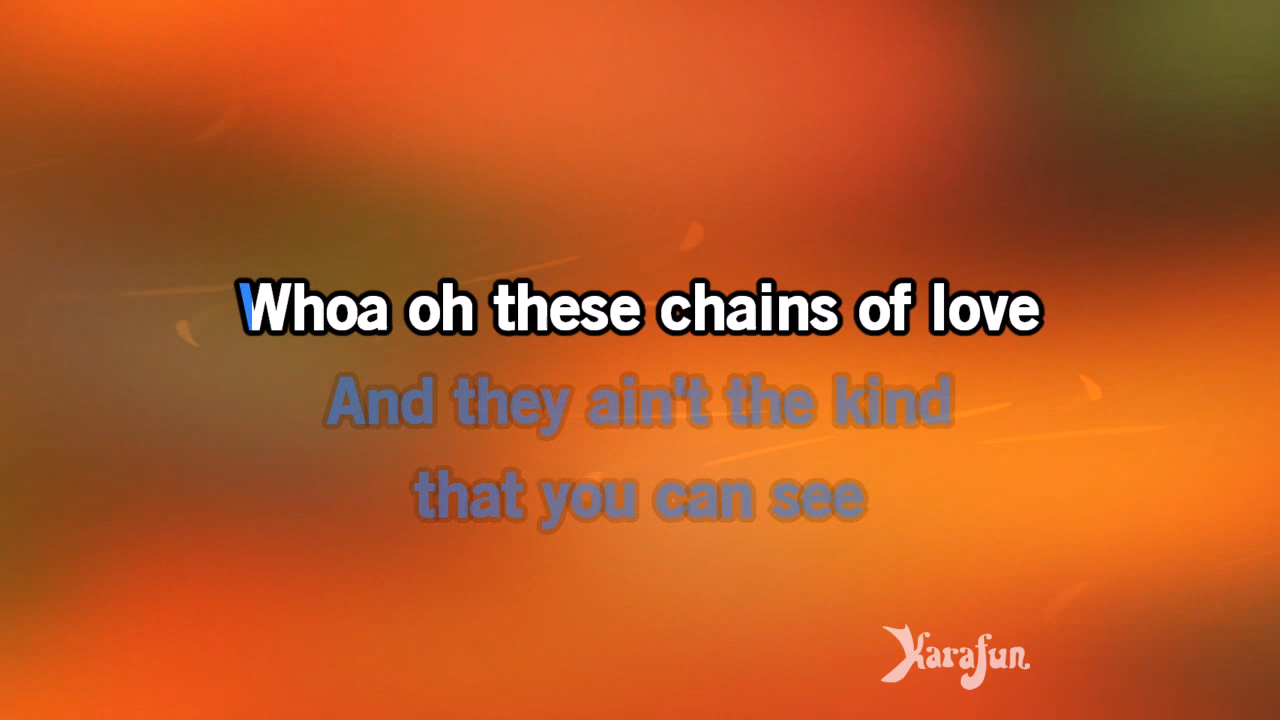 Whoa oh these chains of love
And they ain't the kind
that you can see
Karafun